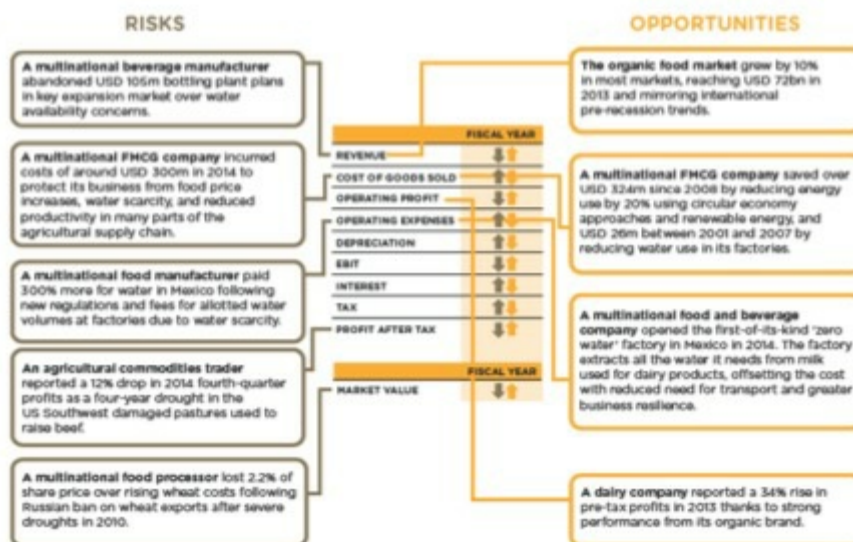 RISKS
A multinational beverage manufacturer
abandoned USD 105m bottling plant plans
in key expansion market over water
availability concerns.
A multinational FMCG company incurred
costs of around USD 300m in 2014 to
protect its business from food price
increases, water scarcity, and reduced
productivity in many parts of the
agricultural supply chain.
A multinational food manufacturer paid
300% more for water in Mexico following
new regulations and fees for allotted water
volumes at factories due to water scarcity.
An agricultural commodities trader
reported a 12% drop in 2014 fourth-quarter
profits as a four-year drought in the
US Southwest damaged pastures used to
raise beef.
A multinational food processor lost 2.2% of
share price over rising wheat costs following
Russian ban on wheat exports after severe
droughts in 2010.
FISCAL YEAR
REVENUE
COST OF GOODS SOLD
OPERATING PROFIT
OPERATING EXPENSES
DEPRECIATION
EBIT
INTEREST
TAX
PROFIT AFTER TAX
FISCAL YEAR
MARKET VALUE
OPPORTUNITIES
The organic food market grew by 10%
in most markets, reaching USD 72bn in
2013 and mirroring international
pre-recession trends.
A multinational FMCG company saved over
USD 324m since 2008 by reducing energy
use by 20% using circular economy
approaches and renewable energy, and
USD 26m between 2001 and 2007 by
reducing water use in its factories.
A multinational food and beverage
company opened the first-of-its-kind 'zero
water' factory in Mexico in 2014. The factory
extracts all the water it needs from milk
used for dairy products, offsetting the cost
with reduced need for transport and greater
business resilience.
A dairy company reported a 34% rise in
pre-tax profits in 2013 thanks to strong
performance from its organic brand.